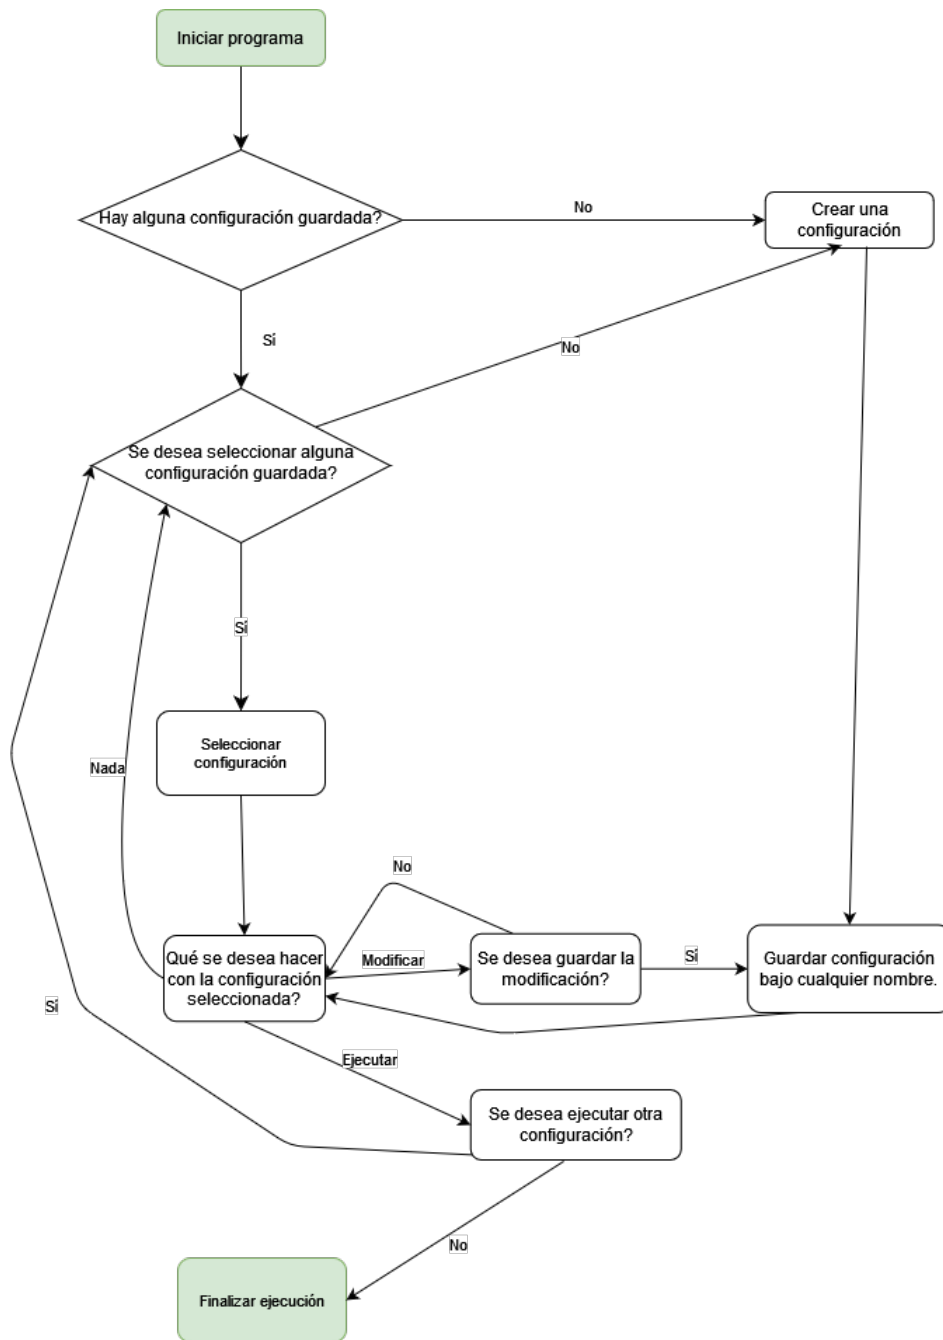 Iniciar programa
Hay alguna configuración guardada?
No
Crear una
configuración
Sí
No
Se desea seleccionar alguna
configuración guardada?
Sí
Seleccionar
configuración
Nada
No
Qué se desea hacer
con la configuración
seleccionada?
Modificar
Se desea guardar la
modificación?
Sí
Guardar configuración
bajo cualquier nombre.
Sí
Ejecutar
Se desea ejecutar otra
configuración?
No
Finalizar ejecución